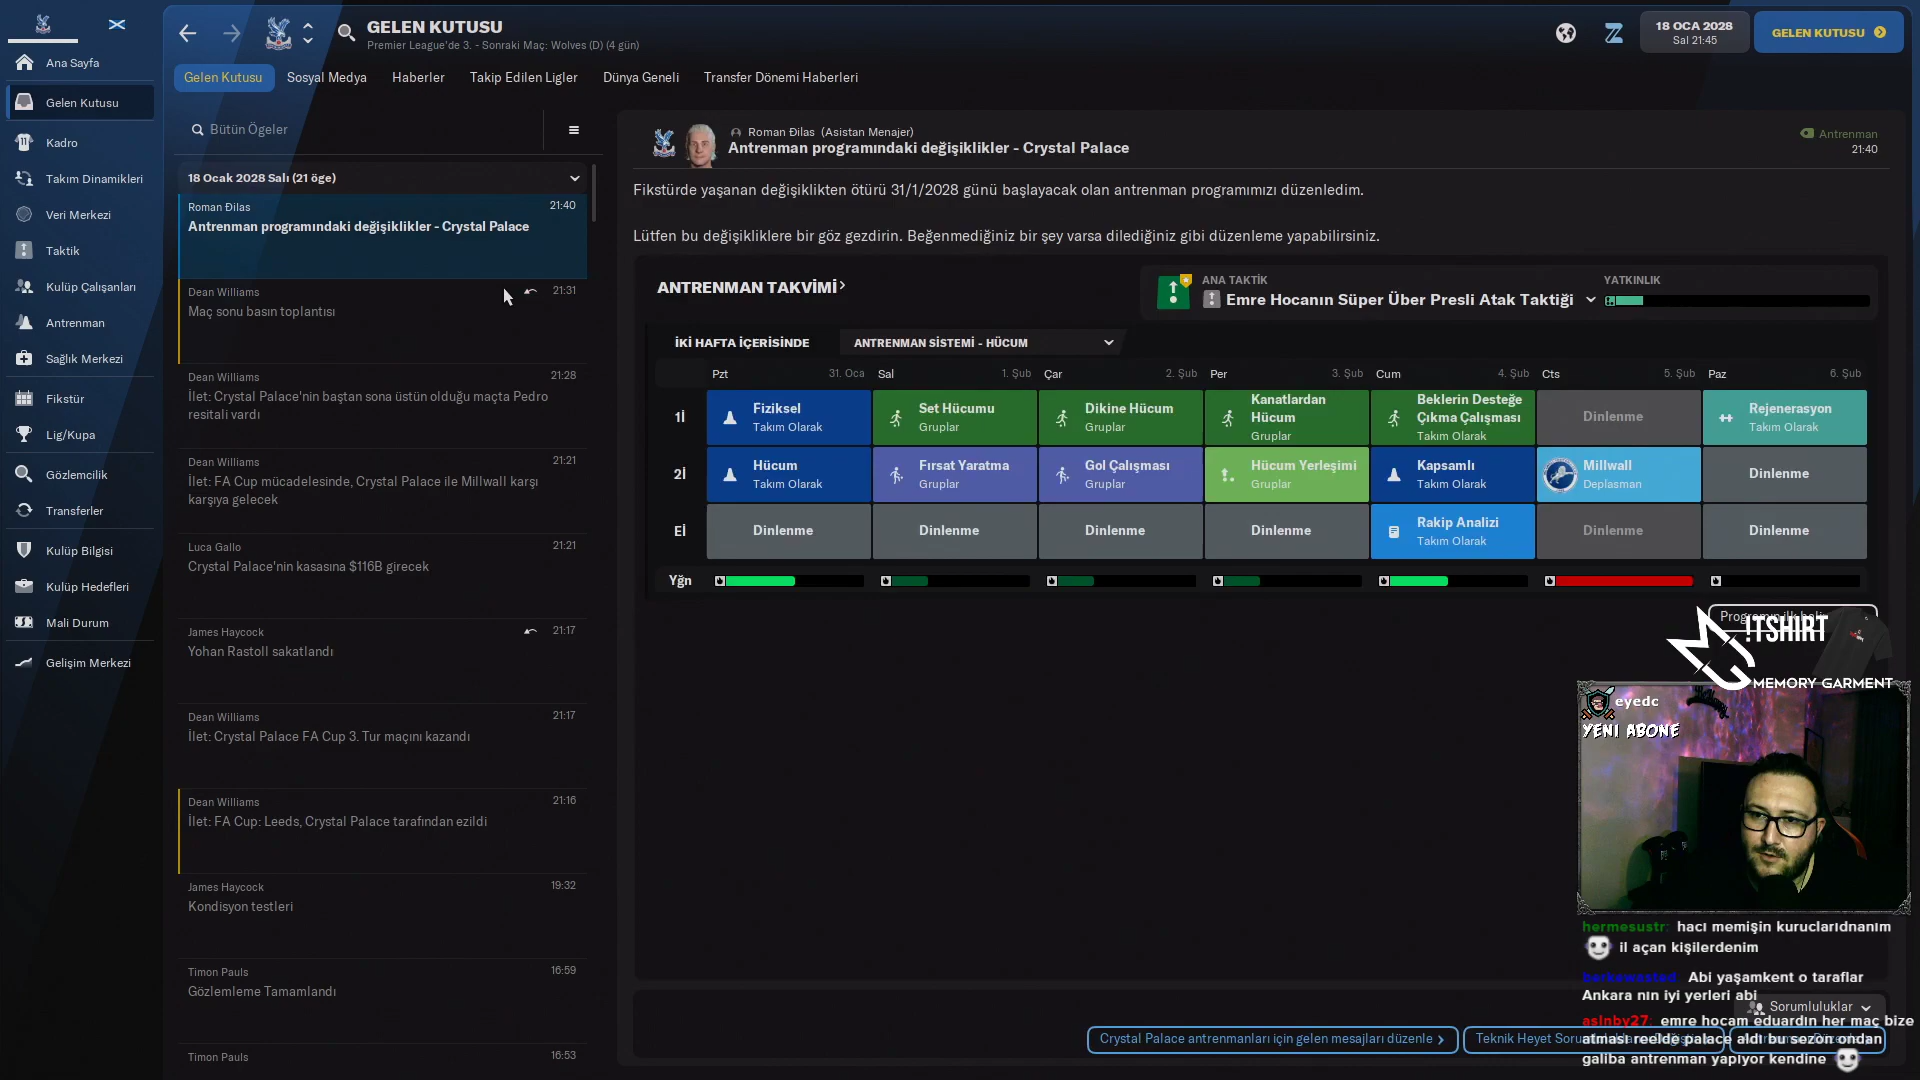 GELEN KUTUSU
Premier League'de 3. - Sonraki Maç: Wolves (D) (4 gün)
18 OCA 2028
Sal 21:45
GELEN KUTUSU
Ana Sayfa
Gelen Kutusu
Kadro
Takım Dinamikleri
Veri Merkezi
Taktik
Kulüp Çalışanları
Antrenman
Sağlık Merkezi
Fikstür
Lig/Kupa
Gözlemcilik
Transferler
Kulüp Bilgisi
Kulüp Hedefleri
Mali Durum
Gelişim Merkezi
Gelen Kutusu Sosyal Medya Haberler Takip Edilen Ligler Dünya Geneli Transfer Dönemi Haberleri
Bütün Ögeler
18 Ocak 2028 Salı (21 öge)
Roman Đilas 21:40
Antrenman programındaki değişiklikler - Crystal Palace
Dean Williams 21:31
Maç sonu basın toplantısı
Dean Williams 21:28
İlet: Crystal Palace'nin baştan sona üstün olduğu maçta Pedro
resitali vardı
Dean Williams 21:21
İlet: FA Cup mücadelesinde, Crystal Palace ile Millwall karşı
karşıya gelecek
Luca Gallo 21:21
Crystal Palace'nin kasasına $116B girecek
James Haycock 21:17
Yohan Rastoll sakatlandı
Dean Williams 21:17
İlet: Crystal Palace FA Cup 3. Tur maçını kazandı
Dean Williams 21:16
İlet: FA Cup: Leeds, Crystal Palace tarafından ezildi
James Haycock 19:32
Kondisyon testleri
Timon Pauls 16:59
Gözlemleme Tamamlandı
Timon Pauls 16:53
Roman Đilas (Asistan Menajer)
Antrenman programındaki değişiklikler - Crystal Palace
Antrenman
21:40
Fikstürde yaşanan değişiklikten ötürü 31/1/2028 günü başlayacak olan antrenman programımızı düzenledim.
Lütfen bu değişikliklere bir göz gezdirin. Beğenmediğiniz bir şey varsa dilediğiniz gibi düzenleme yapabilirsiniz.
ANTRENMAN TAKVİMİ
ANA TAKTİK
Emre Hocanın Süper Über Presli Atak Taktiği
YATKINLIK
İKİ HAFTA İÇERİSİNDE
ANTRENMAN SİSTEMİ - HÜCUM
Pzt 31. Oca Sal 1. Şub Çar 2. Şub Per 3. Şub Cum 4. Şub Cts 5. Şub Paz 6. Şub
1İ
Fiziksel
Takım Olarak
Set Hücumu
Gruplar
Dikine Hücum
Gruplar
Kanatlardan
Hücum
Gruplar
Beklerin Desteğe
Çıkma Çalışması
Takım Olarak
Dinlenme
Rejenerasyon
Takım Olarak
2İ
Hücum
Takım Olarak
Fırsat Yaratma
Gruplar
Gol Çalışması
Gruplar
Hücum Yerleşimi
Gruplar
Kapsamlı
Takım Olarak
Millwall
Deplasman
Dinlenme
Eİ
Dinlenme
Dinlenme
Dinlenme
Dinlenme
Rakip Analizi
Takım Olarak
Dinlenme
Dinlenme
Yğn
!TSHIRT
MEMORY GARMENT
eyedc
YENI ABONE
hermesustr: hacı memişin kuruclarıdnanım
il açan kişilerdenim
Abi yaşamkent o taraflar
Ankara nın iyi yerleri abi
Sorumluluklar
aslnby27: emre hocam eduardın her maç bize
atması reelde palace aldı bu sezon ondan
galiba antrenman yapıyor kendine
Crystal Palace antrenmanları için gelen mesajları düzenle
Teknik Heyet